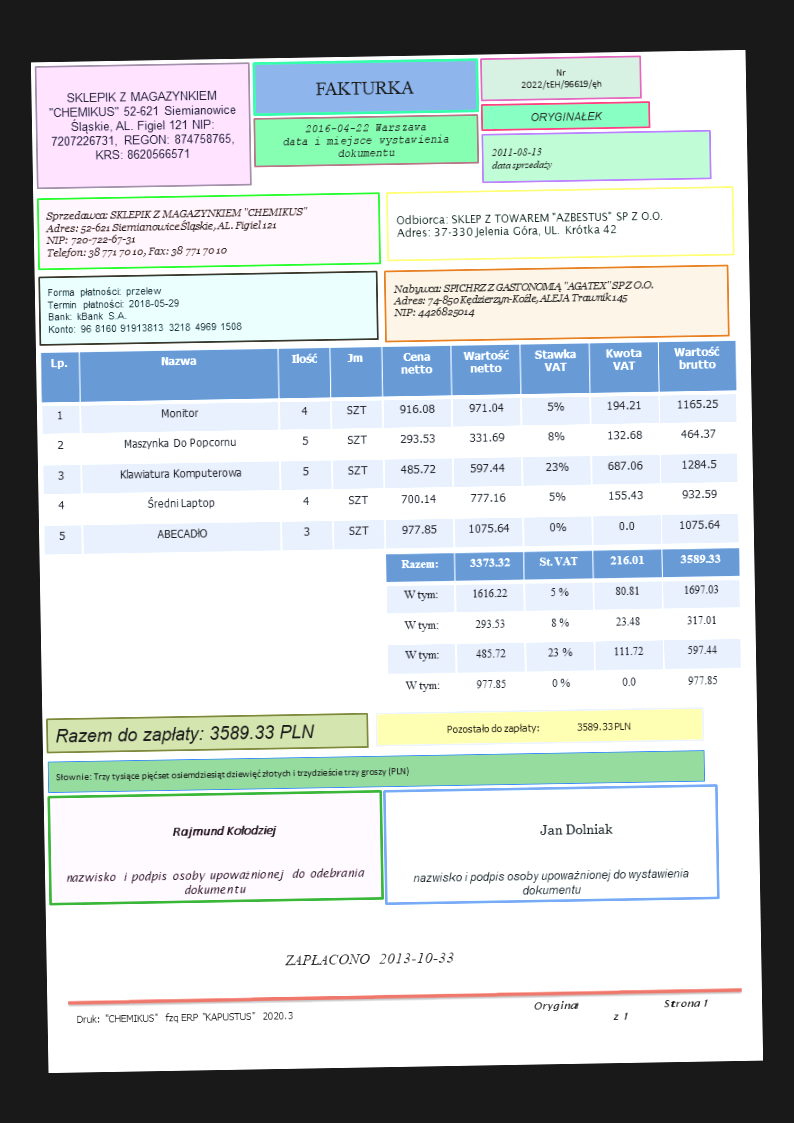 SKLEPIK Z MAGAZYNKIEM
"CHEMIKUS" 52-621 Siemianowice
Śląskie, AL. Figiel 121 NIP:
7207226731, REGON: 874758765,
KRS: 8620566571
FAKTURKA
2016-04-22 Warszawa
data i miejsce wystawienia
dokumentu
Nr
2022/tEH/96619/ęh
ORYGINAŁEK
2011-08-13
data sprzedaży
Sprzedawca: SKLEPIK Z MAGAZYNKIEM "CHEMIKUS"
Adres: 52-621 Siemianowice Śląskie, AL. Figiel 121
NIP: 720-722-67-31
Telefon: 38 771 70 10, Fax: 38 771 70 10
Odbiorca: SKLEP Z TOWAREM "AZBESTUS" SP Z O.O.
Adres: 37-330 Jelenia Góra, UL. Krótka 42
Forma płatności: przelew
Termin płatności: 2018-05-29
Bank: kBank S.A.
Konto: 96 8160 91913813 3218 4969 1508
Nabywca: SPICHRZ Z GASTONOMIĄ "AGATEX" SP Z O.O.
Adres: 74-850 Kędzierzyn-Koźle, ALEJA Trawnik 145
NIP: 4426825014
Lp. Nazwa Ilość Jm Cena netto Wartość netto Stawka VAT Kwota VAT Wartość brutto
1 Monitor 4 SZT 916.08 971.04 5% 194.21 1165.25
2 Maszynka Do Popcornu 5 SZT 293.53 331.69 8% 132.68 464.37
3 Klawiatura Komputerowa 5 SZT 485.72 597.44 23% 687.06 1284.5
4 Średni Laptop 4 SZT 700.14 777.16 5% 155.43 932.59
5 ABECADŁO 3 SZT 977.85 1075.64 0% 0.0 1075.64
Razem: 3373.32 St.VAT 216.01 3589.33
W tym: 1616.22 5 % 80.81 1697.03
W tym: 293.53 8 % 23.48 317.01
W tym: 485.72 23 % 111.72 597.44
W tym: 977.85 0 % 0.0 977.85
Razem do zapłaty: 3589.33 PLN
Pozostało do zapłaty: 3589.33 PLN
Słownie: Trzy tysiące pięćset osiemdziesiąt dziewięć złotych i trzydzieście trzy groszy (PLN)
Rajmund Kołodziej
nazwisko i podpis osoby upoważnionej do odebrania
dokumentu
Jan Dolniak
nazwisko i podpis osoby upoważnionej do wystawienia
dokumentu
ZAPŁACONO 2013-10-33
Druk: "CHEMIKUS" fzq ERP "KAPUSTUS" 2020.3
Orygina Strona 1
z 1